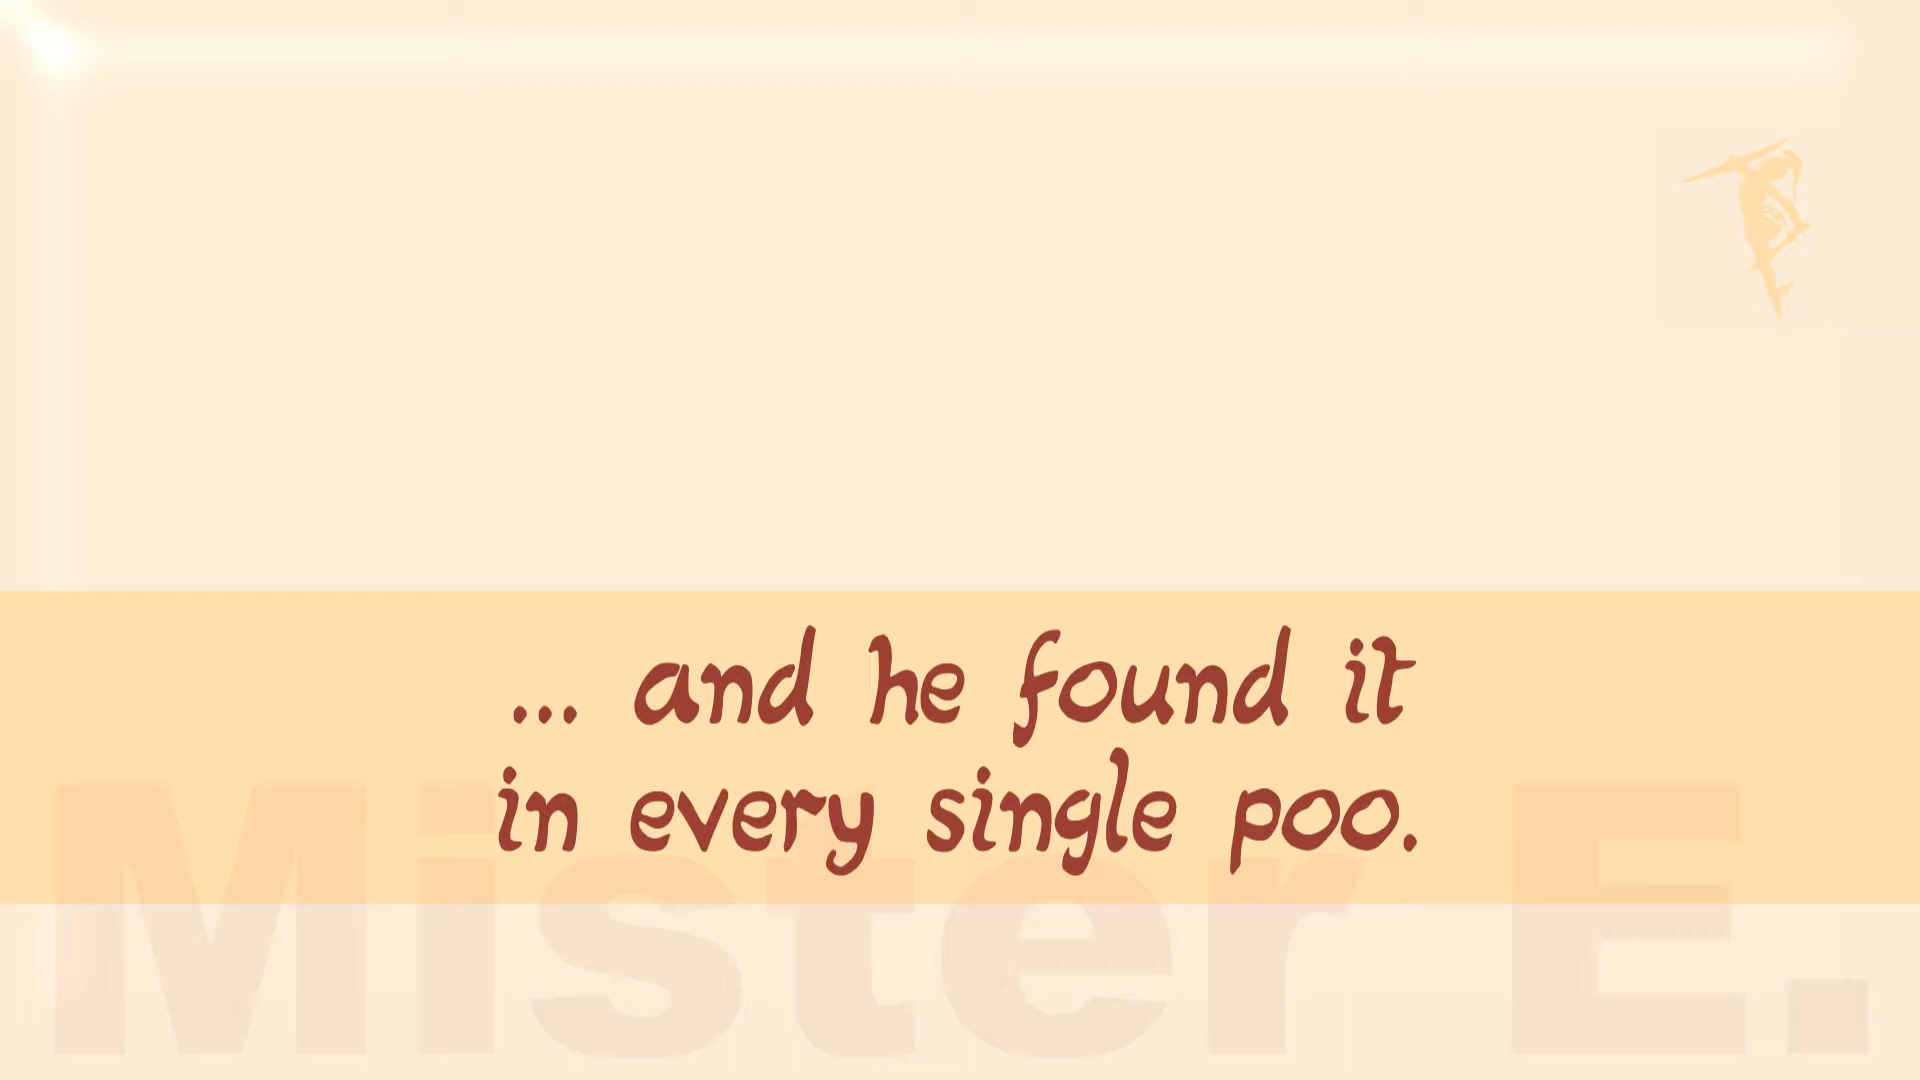 ... and he found it
in every single poo.
Mister E.